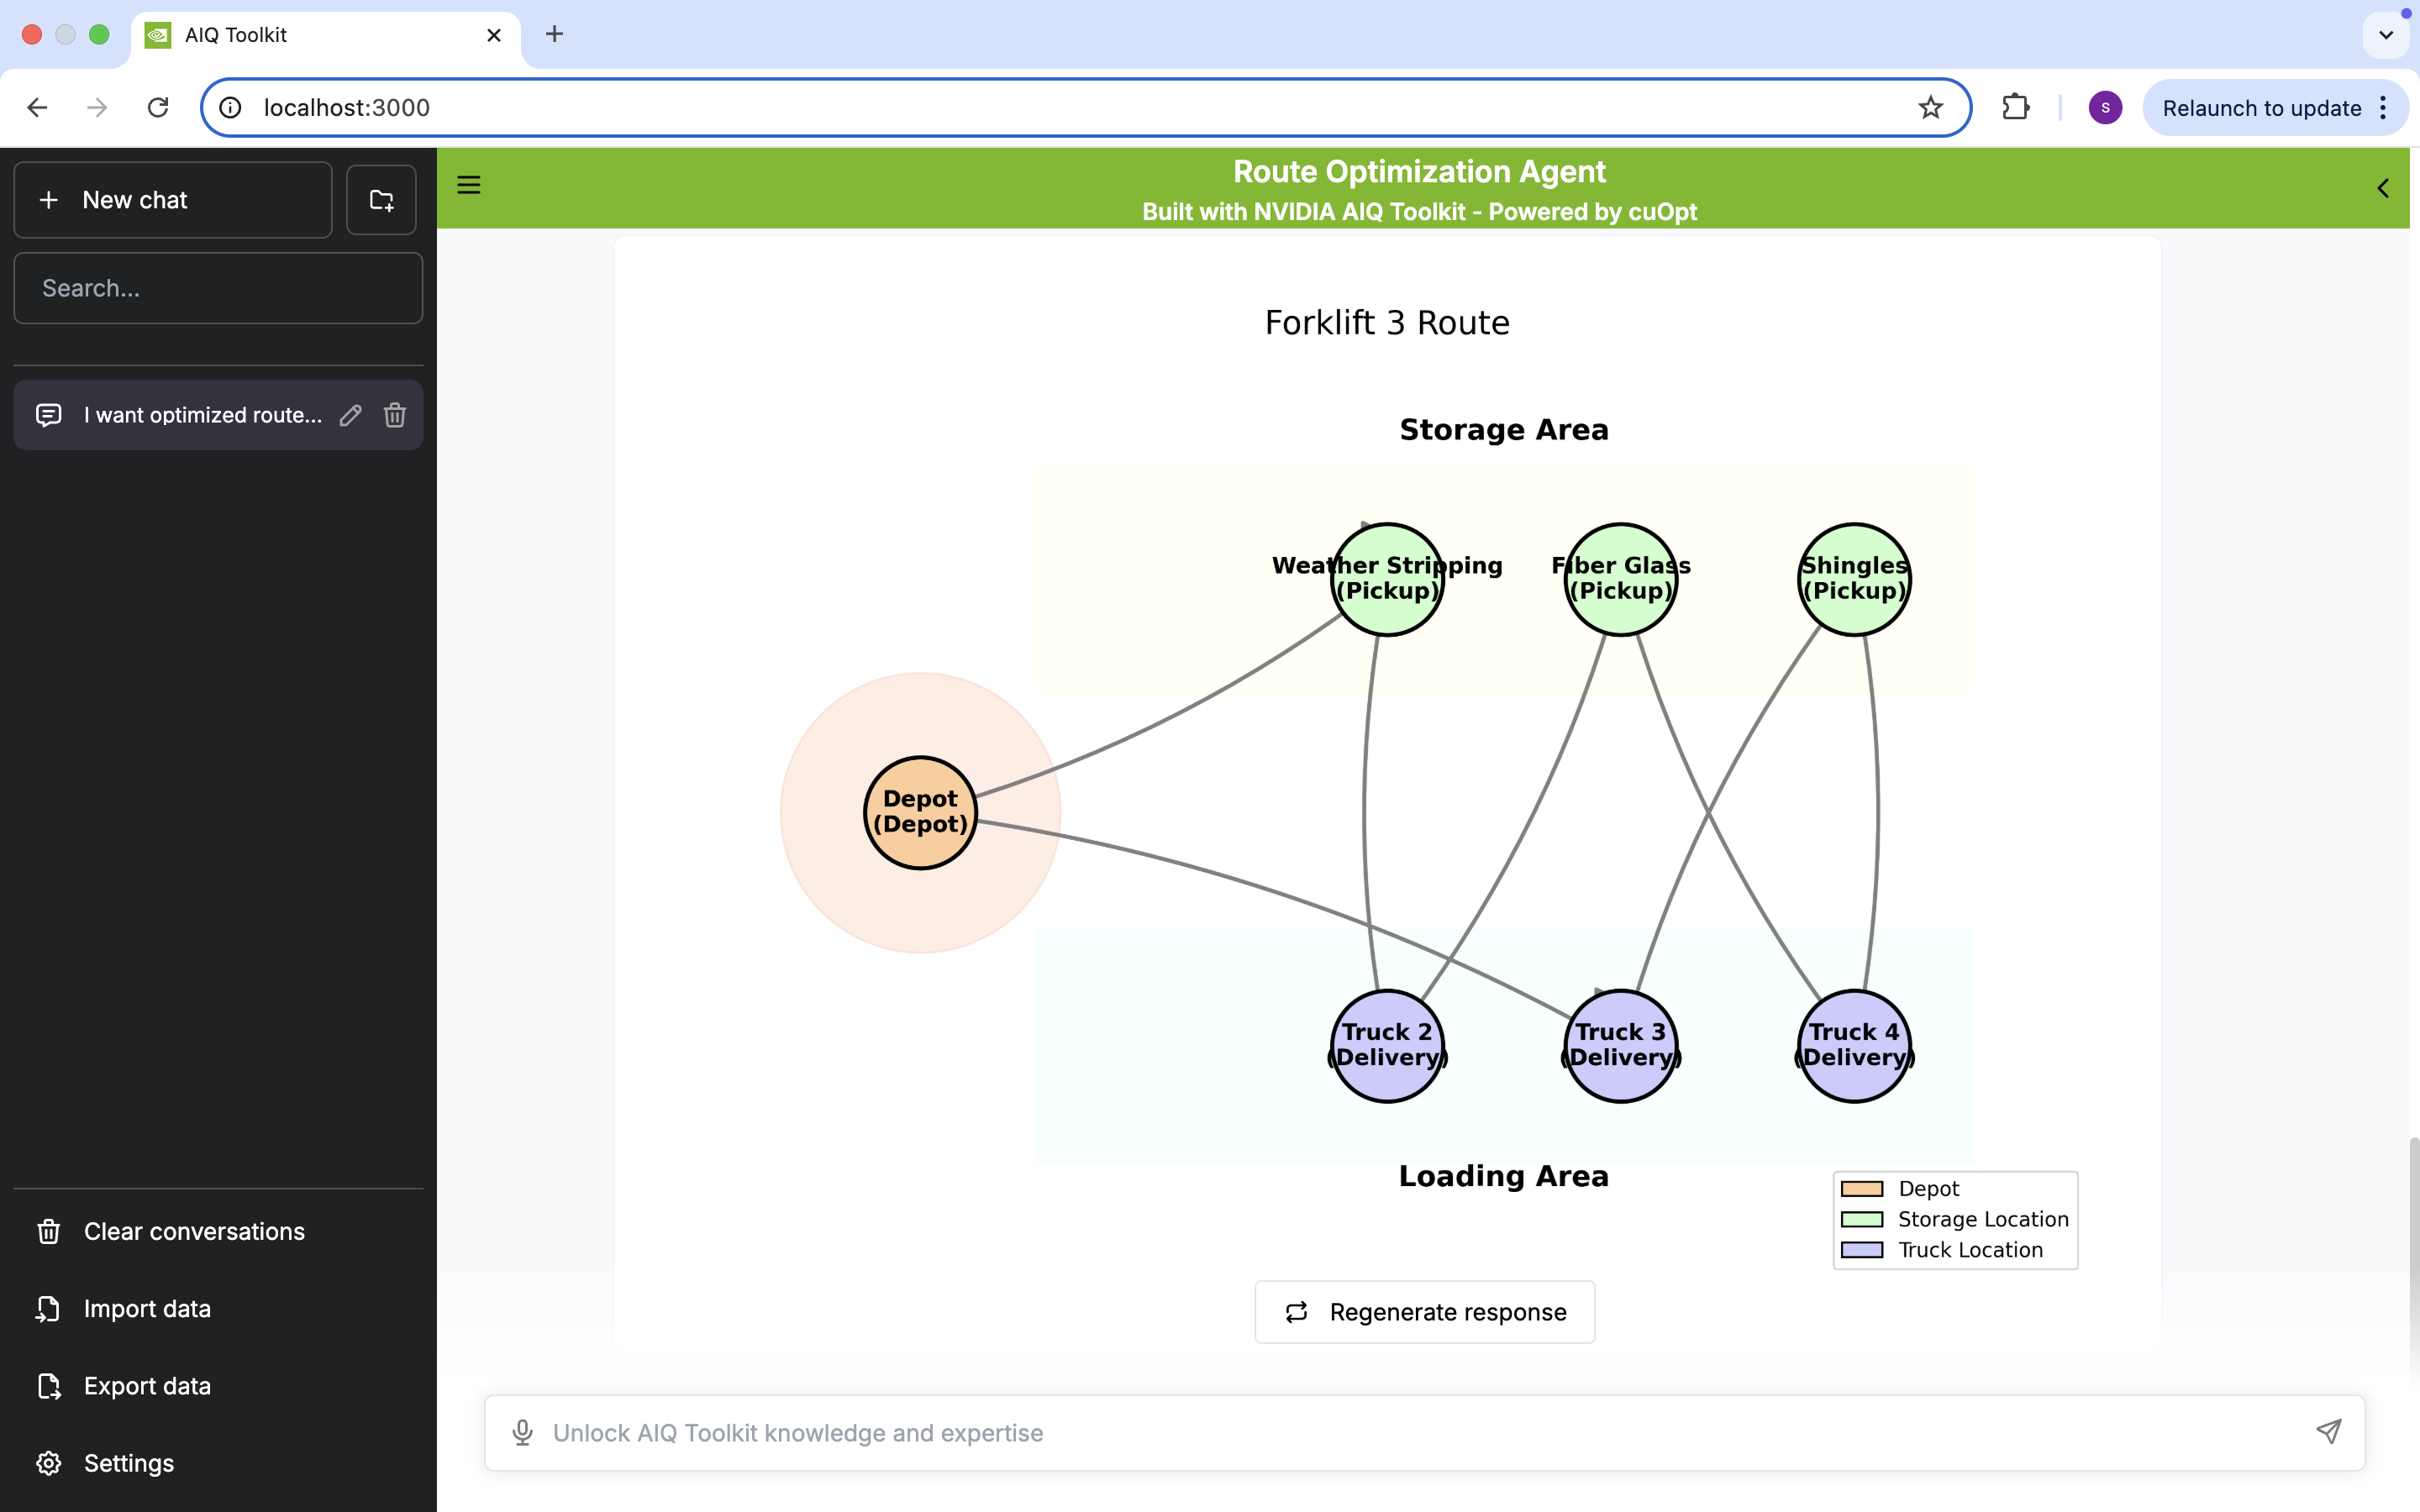 AIQ Toolkit
localhost:3000
S
Relaunch to update
New chat
Search...
I want optimized route...
Clear conversations
Import data
Export data
Settings
Route Optimization Agent
Built with NVIDIA AIQ Toolkit - Powered by cuOpt
Forklift 3 Route
Storage Area
Weather Stripping
(Pickup)
Fiber Glass
(Pickup)
Shingles
(Pickup)
Depot
(Depot)
Truck 2
(Delivery)
Truck 3
(Delivery)
Truck 4
(Delivery)
Loading Area
Depot
Storage Location
Truck Location
Regenerate response
Unlock AIQ Toolkit knowledge and expertise